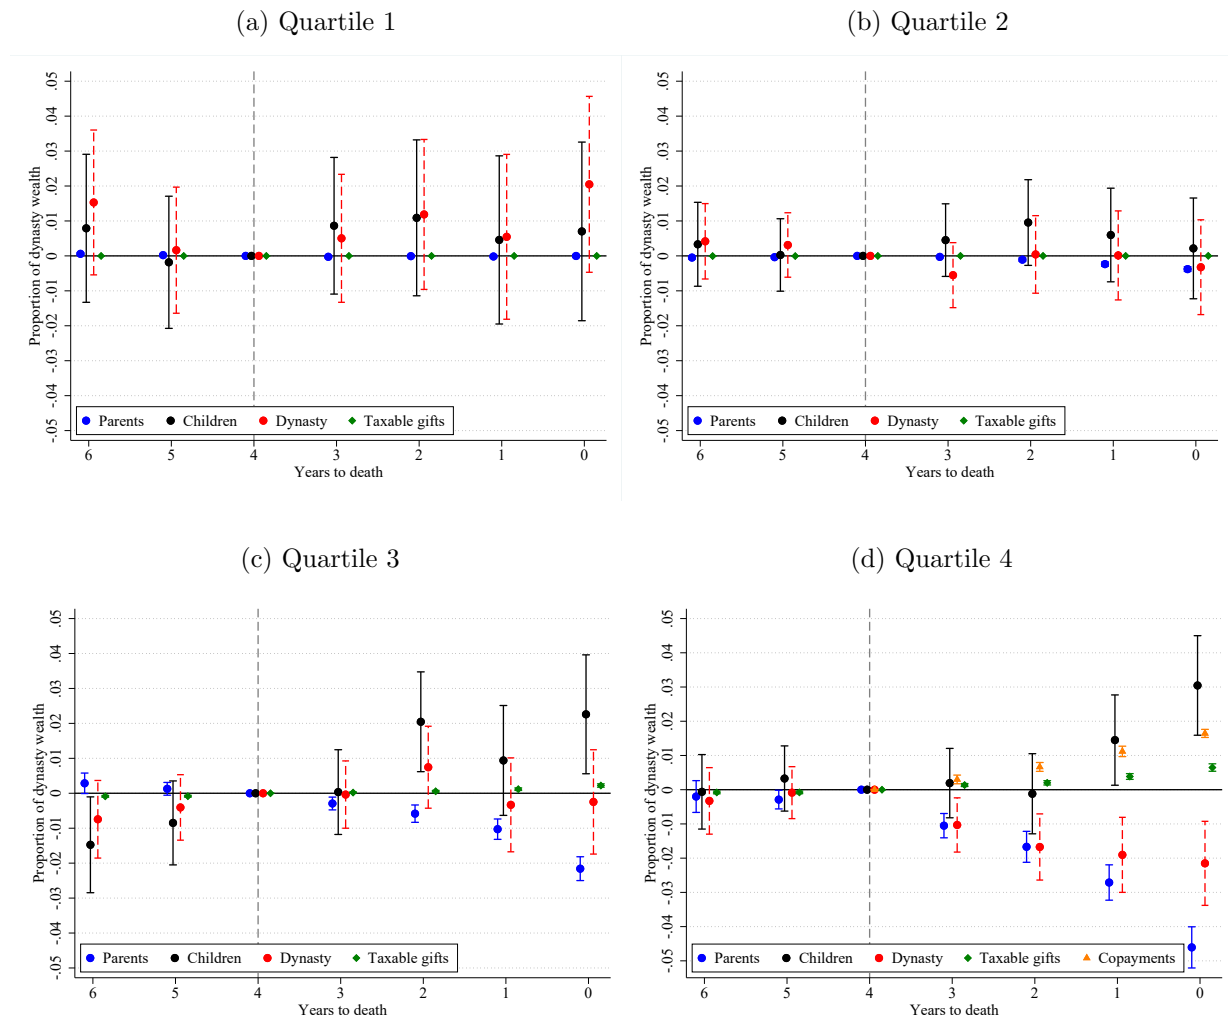 (a) Quartile 1
Proportion of dynasty wealth
.05
.04
.03
.02
.01
0
-.01
-.02
-.03
-.04
-.05
Parents Children Dynasty Taxable gifts
6 5 4 3 2 1 0
Years to death
(b) Quartile 2
Proportion of dynasty wealth
.05
.04
.03
.02
.01
0
-.01
-.02
-.03
-.04
-.05
Parents Children Dynasty Taxable gifts
6 5 4 3 2 1 0
Years to death
(c) Quartile 3
Proportion of dynasty wealth
.05
.04
.03
.02
.01
0
-.01
-.02
-.03
-.04
-.05
Parents Children Dynasty Taxable gifts
6 5 4 3 2 1 0
Years to death
(d) Quartile 4
Proportion of dynasty wealth
.05
.04
.03
.02
.01
0
-.01
-.02
-.03
-.04
-.05
Parents Children Dynasty Taxable gifts Copayments
6 5 4 3 2 1 0
Years to death